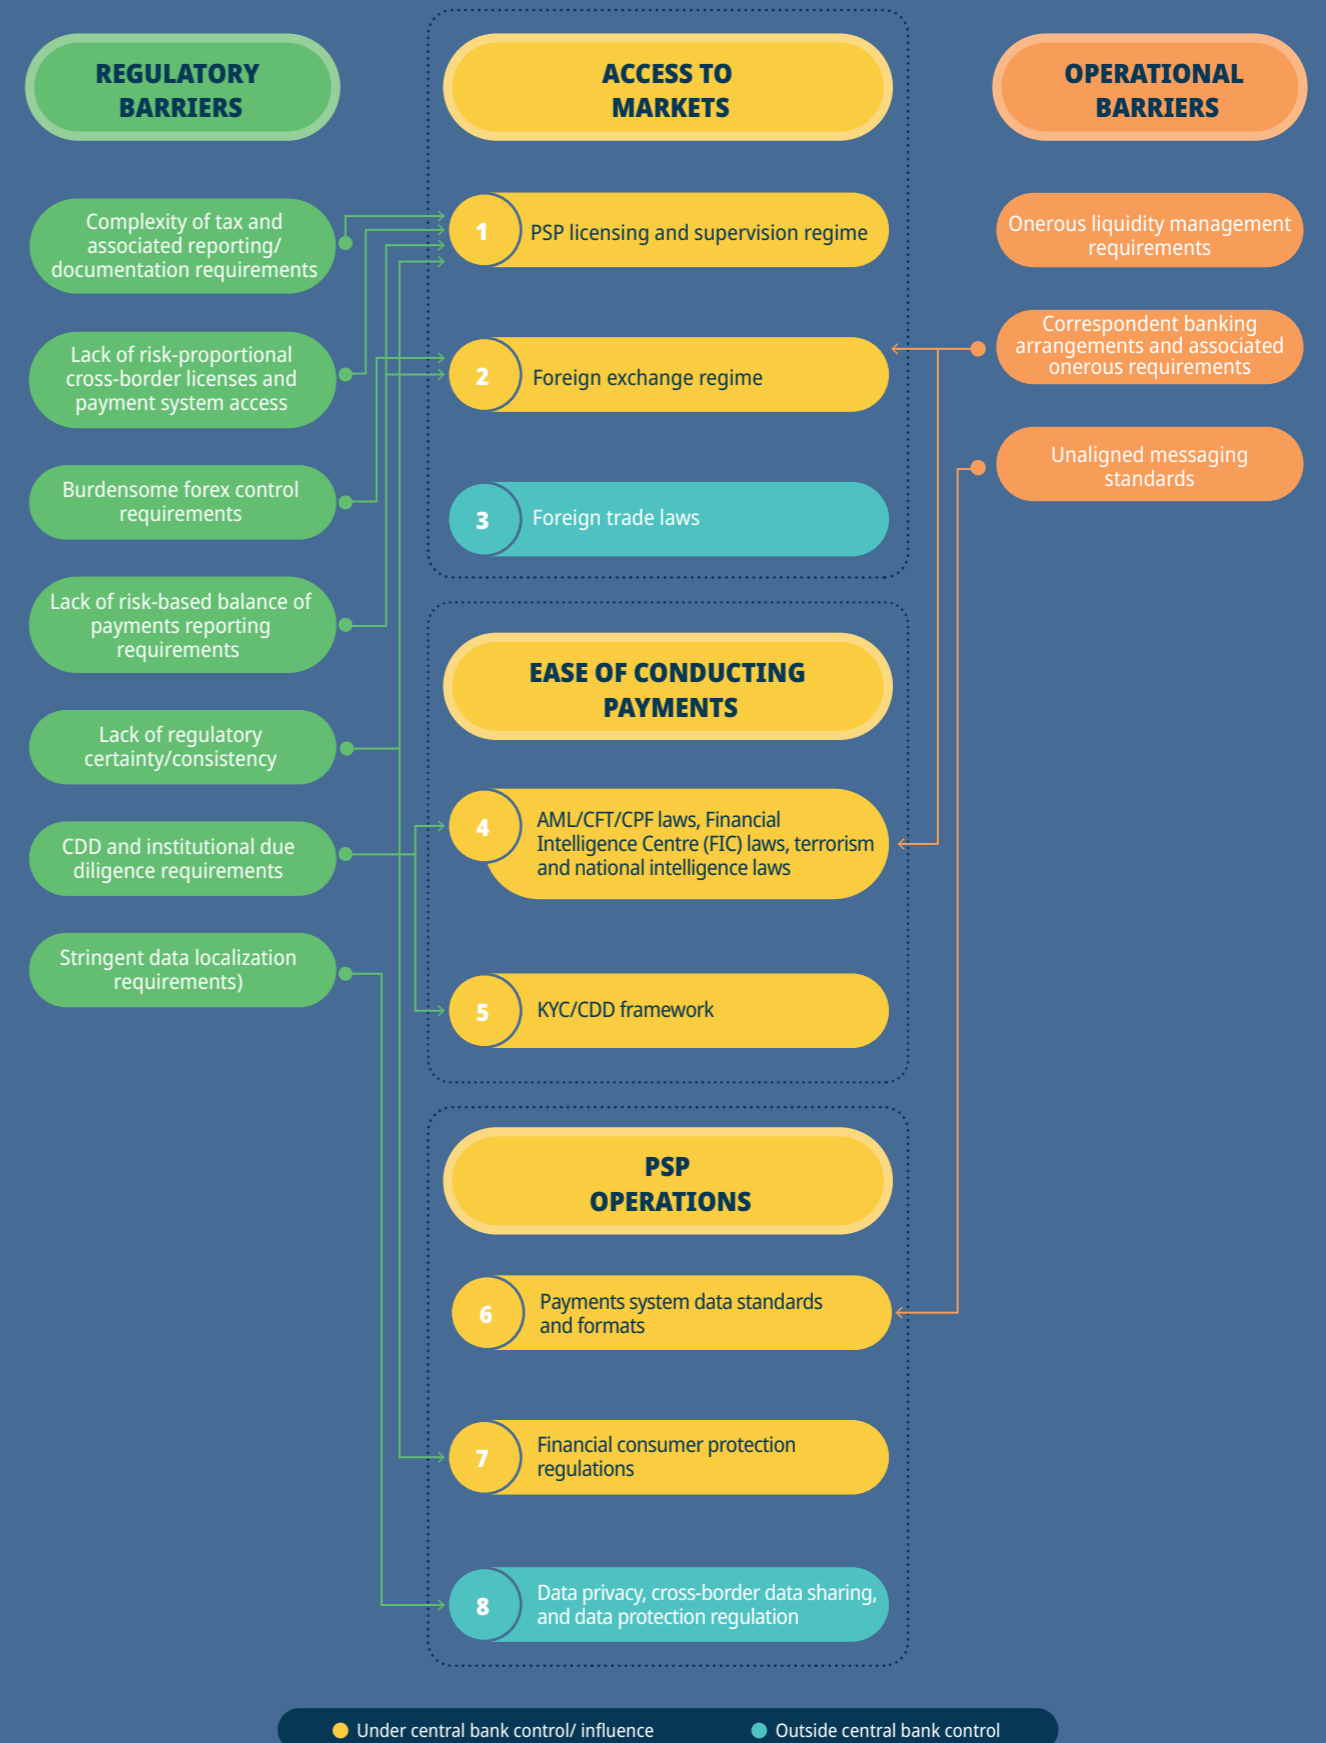 REGULATORY
BARRIERS
Complexity of tax and
associated reporting/
documentation requirements
Lack of risk-proportional
cross-border licenses and
payment system access
Burdensome forex control
requirements
Lack of risk-based balance of
payments reporting
requirements
Lack of regulatory
certainty/consistency
CDD and institutional due
diligence requirements
Stringent data localization
requirements)
ACCESS TO
MARKETS
1
PSP licensing and supervision regime
2
Foreign exchange regime
3
Foreign trade laws
EASE OF CONDUCTING
PAYMENTS
4
AML/CFT/CPF laws, Financial
Intelligence Centre (FIC) laws, terrorism
and national intelligence laws
5
KYC/CDD framework
PSP
OPERATIONS
6
Payments system data standards
and formats
7
Financial consumer protection
regulations
8
Data privacy, cross-border data sharing,
and data protection regulation
OPERATIONAL
BARRIERS
Onerous liquidity management
requirements
Correspondent banking
arrangements and associated
onerous requirements
Unaligned messaging
standards
Under central bank control/ influence
Outside central bank control